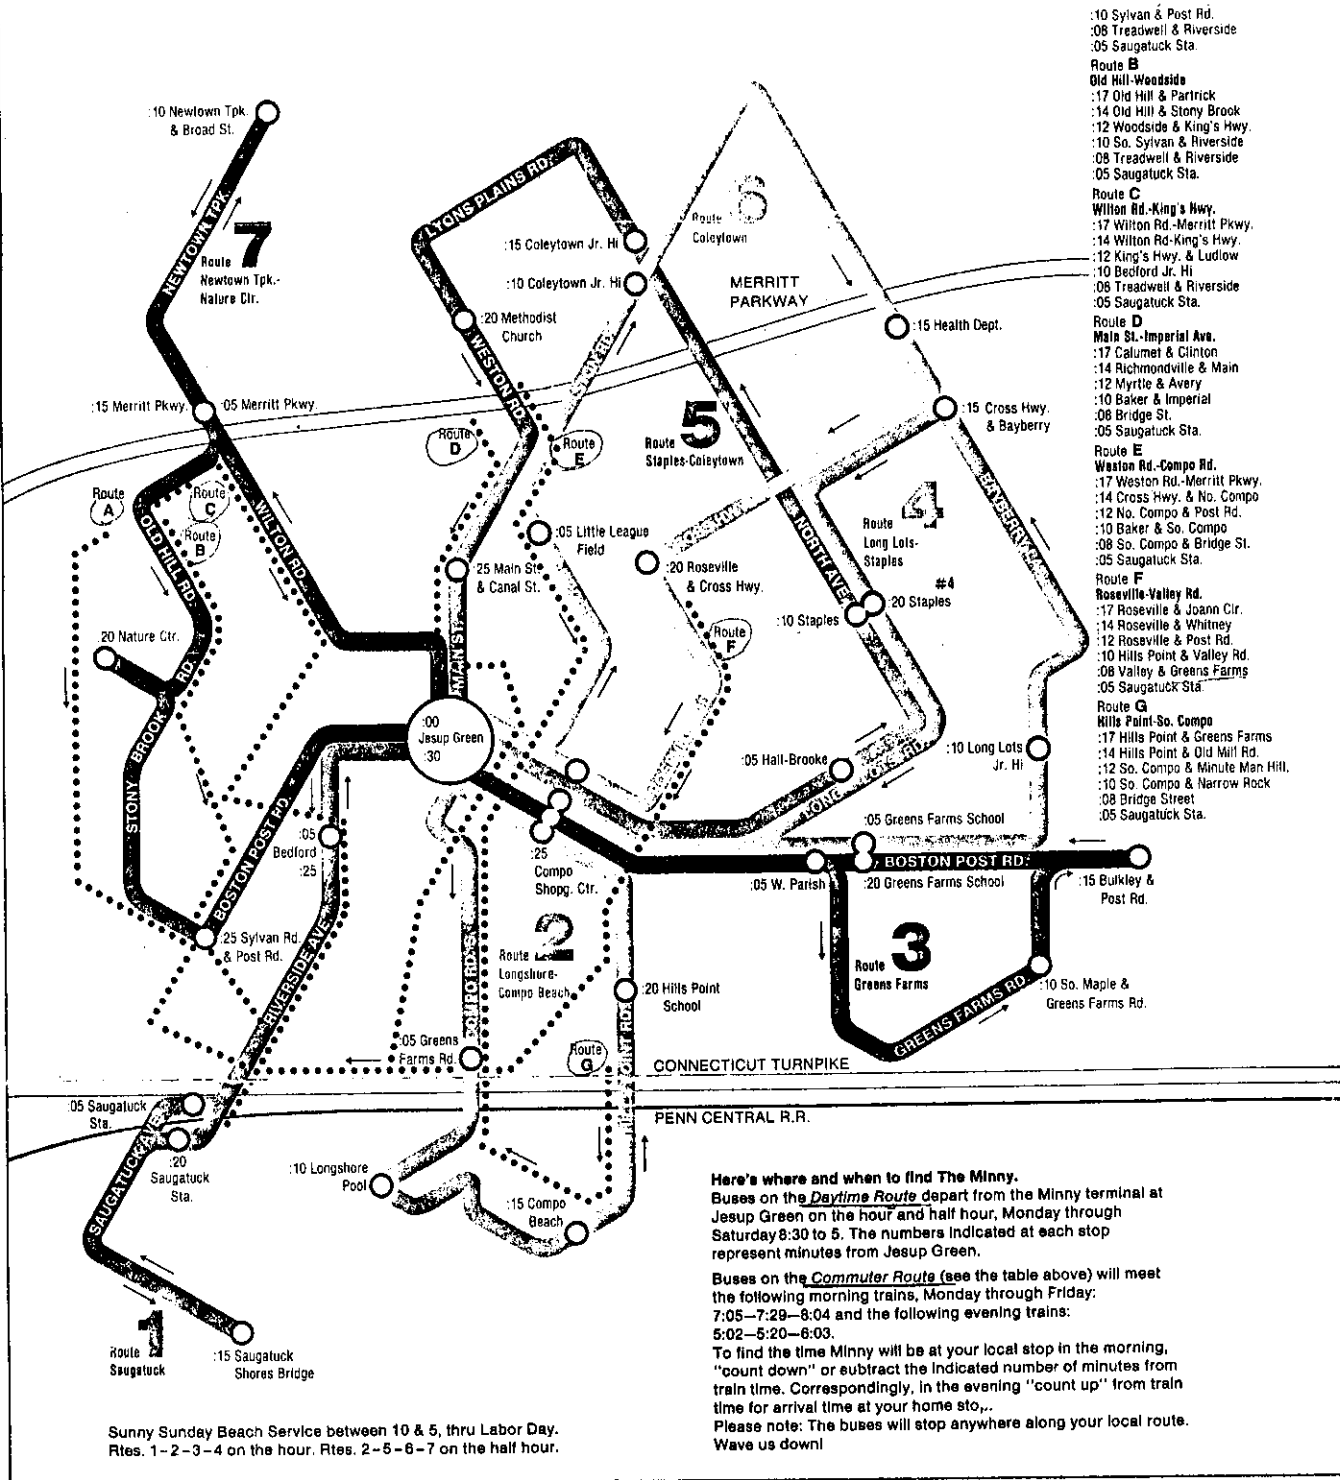 :10 Sylvan & Post Rd.
:08 Treadwell & Riverside
:05 Saugatuck Sta.
Route B
Old Hill-Woodside
:17 Old Hill & Partrick
:14 Old Hill & Stony Brook
:12 Woodside & King's Hwy.
:10 So. Sylvan & Riverside
:08 Treadwell & Riverside
:05 Saugatuck Sta.
Route C
Wilton Rd.-King's Hwy.
:17 Wilton Rd.-Merritt Pkwy.
:14 Wilton Rd-King's Hwy.
:12 King's Hwy. & Ludlow
:10 Bedford Jr. Hi
:06 Treadwell & Riverside
:05 Saugatuck Sta.
Route D
Main St.-Imperial Ave.
:17 Calumet & Clinton
:14 Richmondville & Main
:12 Myrtle & Avery
:10 Baker & Imperial
:08 Bridge St.
:05 Saugatuck Sta.
Route E
Weston Rd.-Compo Rd.
:17 Weston Rd.-Merritt Pkwy.
:14 Cross Hwy. & No. Compo
:12 No. Compo & Post Rd.
:10 Baker & So. Compo
:08 So. Compo & Bridge St.
:05 Saugatuck Sta.
Route F
Roseville-Valley Rd.
:17 Roseville & Joann Cir.
:14 Roseville & Whitney
:12 Roseville & Post Rd.
:10 Hills Point & Valley Rd.
:08 Valley & Greens Farms
:05 Saugatuck Sta.
Route G
Hills Point-So. Compo
:17 Hills Point & Greens Farms
:14 Hills Point & Old Mill Rd.
:12 So. Compo & Minute Man Hill,
:10 So. Compo & Narrow Rock
:08 Bridge Street
:05 Saugatuck Sta.
:10 Newtown Tpk.
& Broad St.
NEWTOWN TPK.
Route 7
Newtown Tpk.-
Nature Ctr.
LYONS PLAINS RD.
:15 Coleytown Jr. Hi
:10 Coleytown Jr. Hi
:20 Methodist
Church
WESTON RD.
Route 6
Coleytown
MERRITT
PARKWAY
:15 Health Dept.
:15 Merritt Pkwy.
:05 Merritt Pkwy.
Route
D
Route
E
Route 5
Staples-Coleytown
:15 Cross Hwy.
& Bayberry
BAYBERRY
Route
A
Route
C
Route
B
OLD HILL RD.
WILTON RD.
:05 Little League
Field
:25 Main St.
& Canal St.
:20 Roseville
& Cross Hwy.
NORTH AVE.
Route 4
Long Lots-
Staples
#4
:20 Staples
:10 Staples
Route
F
:20 Nature Ctr.
STONY BROOK RD.
MAIN ST.
:00
Jesup Green
:30
:05 Hall-Brooke
:10 Long Lots
Jr. Hi
BOSTON POST RD.
:05
Bedford
:25
:25
Compo
Shopg. Ctr.
:05 Greens Farms School
BOSTON POST RD.
:05 W. Parish
:20 Greens Farms School
:15 Bulkley &
Post Rd.
:25 Sylvan Rd.
& Post Rd.
RIVERSIDE AVE.
Route 2
Longshore-
Compo Beach
COMPO RD. S.
:20 Hills Point
School
Route 3
Greens Farms
GREENS FARMS RD.
:10 So. Maple &
Greens Farms Rd.
:05 Greens
Farms Rd.
Route
G
CONNECTICUT TURNPIKE
PENN CENTRAL R.R.
:05 Saugatuck
Sta.
:20
Saugatuck
Sta.
SAUGATUCK AVE.
:10 Longshore
Pool
:15 Compo
Beach
Route 1
Saugatuck
:15 Saugatuck
Shores Bridge
Here's where and when to find The Minny.
Buses on the Daytime Route depart from the Minny terminal at
Jesup Green on the hour and half hour, Monday through
Saturday 8:30 to 5. The numbers indicated at each stop
represent minutes from Jesup Green.
Buses on the Commuter Route (see the table above) will meet
the following morning trains, Monday through Friday:
7:05—7:29—8:04 and the following evening trains:
5:02—5:20—6:03.
To find the time Minny will be at your local stop in the morning,
"count down" or subtract the indicated number of minutes from
train time. Correspondingly, in the evening "count up" from train
time for arrival time at your home
Please note: The buses will stop anywhere along your local route.
Wave us down!
Sunny Sunday Beach Service between 10 & 5, thru Labor Day.
Rtes. 1-2-3-4 on the hour. Rtes. 2-5-6-7 on the half hour.